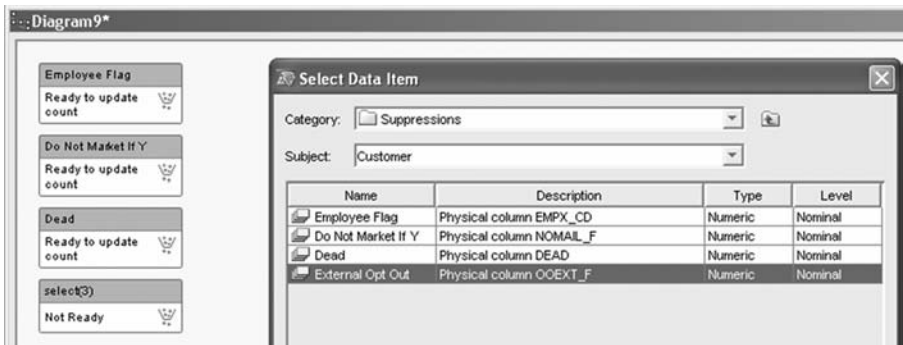 Diagram9*
Employee Flag
Ready to update
count
Do Not Market If Y
Ready to update
count
Dead
Ready to update
count
select(3)
Not Ready
Select Data Item
Category: Suppressions
Subject: Customer
Name Description Type Level
Employee Flag Physical column EMPX_CD Numeric Nominal
Do Not Market If Y Physical column NOMAIL_F Numeric Nominal
Dead Physical column DEAD Numeric Nominal
External Opt Out Physical column OOEXT_F Numeric Nominal